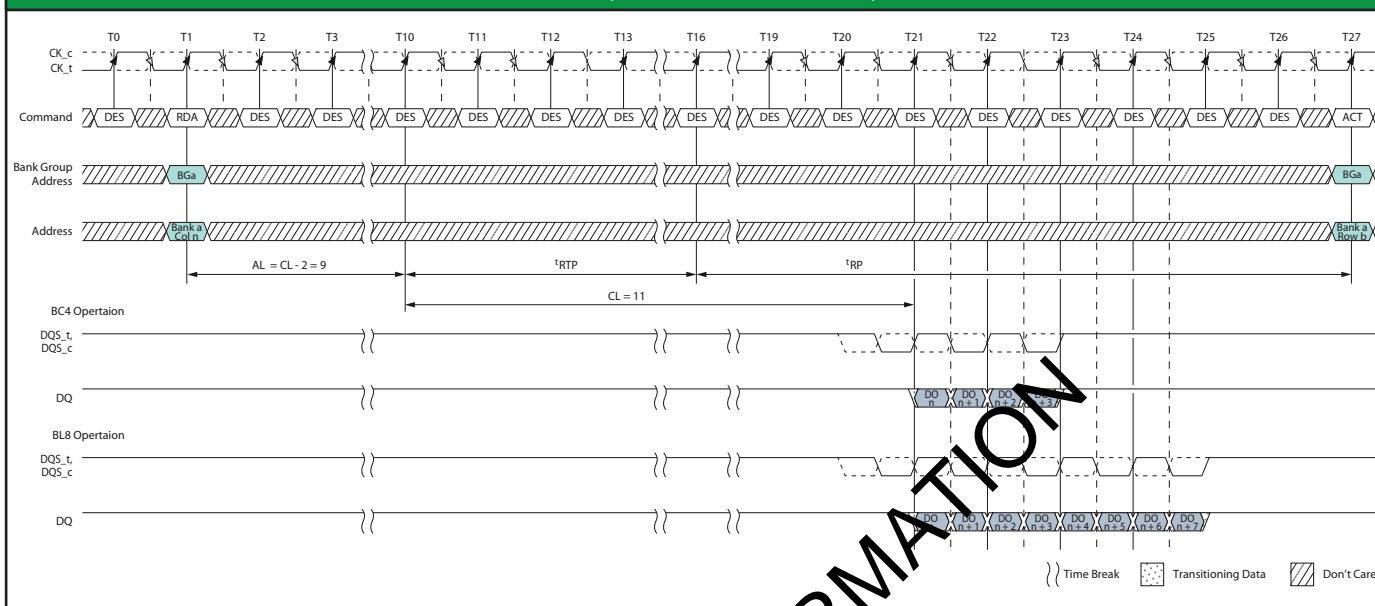 T0 T1 T2 T3 T10 T11 T12 T13 T16 T19 T20 T21 T22 T23 T24 T25 T26 T27
CK_c
CK_t
Command DES RDA DES DES DES DES DES DES DES DES DES DES DES DES DES DES DES ACT
Bank Group
Address
BGa BGa
Address
Bank a
Col n
Bank a
Row b
AL = CL - 2 = 9 tRTP tRP
CL = 11
BC4 Opertaion
DQS_t,
DQS_c
DQ
DO n DO n + 1 DO n + 2 DO n + 3
BL8 Opertaion
DQS_t,
DQS_c
DQ
DO DO n + 1 DO n + 2 DO n + 3 DO n + 4 DO n + 5 DO n + 6 DO n + 7
Time Break Transitioning Data Don't Care
RMATION